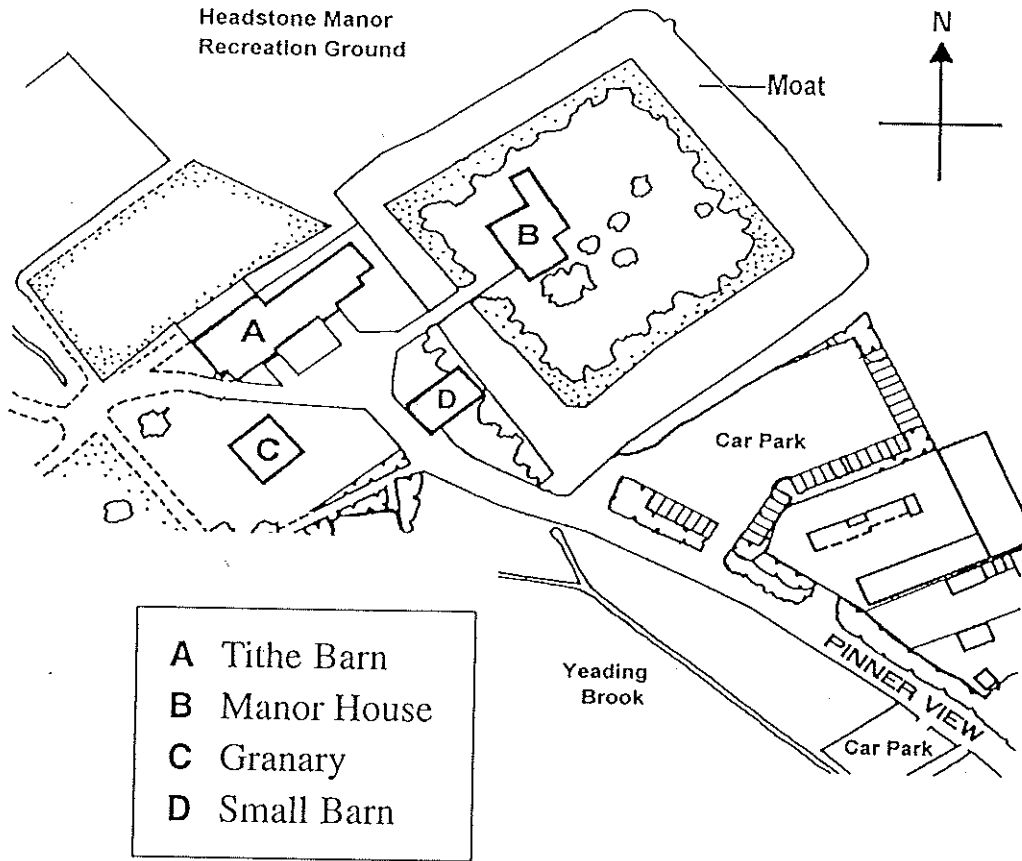 Headstone Manor
Recreation Ground
N
Moat
B
A
D
C
Car Park
A Tithe Barn
B Manor House
C Granary
D Small Barn
Yeading
Brook
PINNER VIEW
Car Park